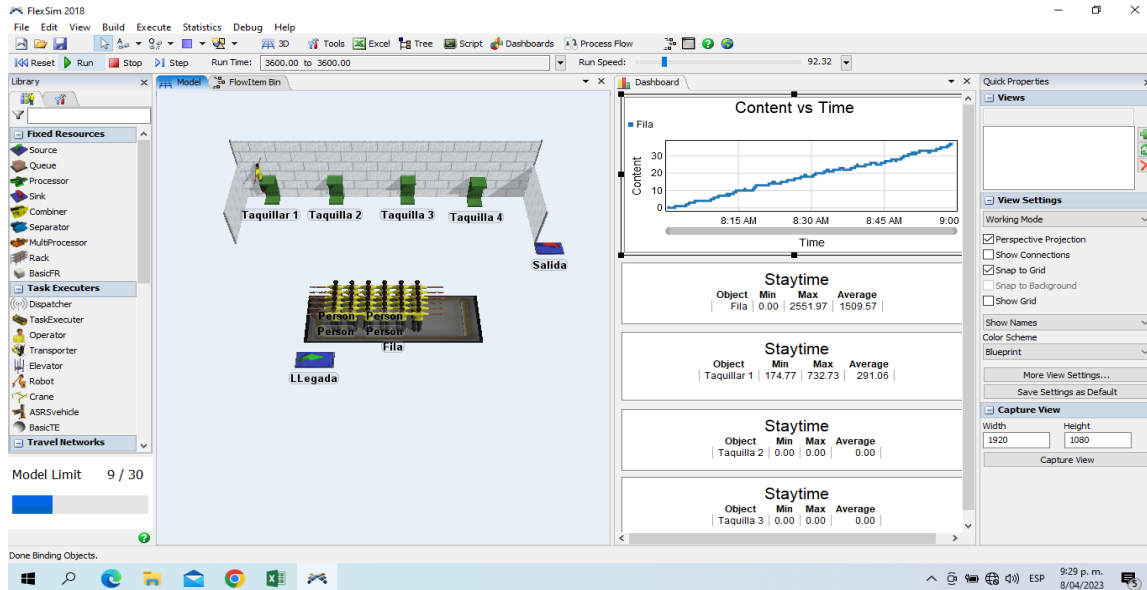 FlexSim 2018
File Edit View Build Execute Statistics Debug Help
3D Tools Excel Tree Script Dashboards Process Flow
Reset Run Stop Step Run Time: 3600.00 to 3600.00 Run Speed: 92.32
Library
Model FlowItem Bin
Dashboard
Quick Properties
Fixed Resources
Source
Queue
Processor
Sink
Combiner
Separator
MultiProcessor
Rack
BasicFR
Task Executers
Dispatcher
TaskExecuter
Operator
Transporter
Elevator
Robot
Crane
ASRSvehicle
BasicTE
Travel Networks
Model Limit 9 / 30
Taquillar 1 Taquilla 2 Taquilla 3 Taquilla 4
Salida
Person Person
Person Person
Fila
LLegada
Content vs Time
Fila
Content
30
20
10
0
8:15 AM 8:30 AM 8:45 AM 9:00
Time
Staytime
Object Min Max Average
Fila 0.00 2551.97 1509.57
Staytime
Object Min Max Average
Taquillar 1 174.77 732.73 291.06
Staytime
Object Min Max Average
Taquilla 2 0.00 0.00 0.00
Staytime
Object Min Max Average
Taquilla 3 0.00 0.00 0.00
Views
View Settings
Working Mode
Perspective Projection
Show Connections
Snap to Grid
Snap to Background
Show Grid
Show Names
Color Scheme
Blueprint
More View Settings...
Save Settings as Default
Capture View
Width Height
1920 1080
Capture View
Done Binding Objects.
ESP
9:29 p. m.
8/04/2023
5